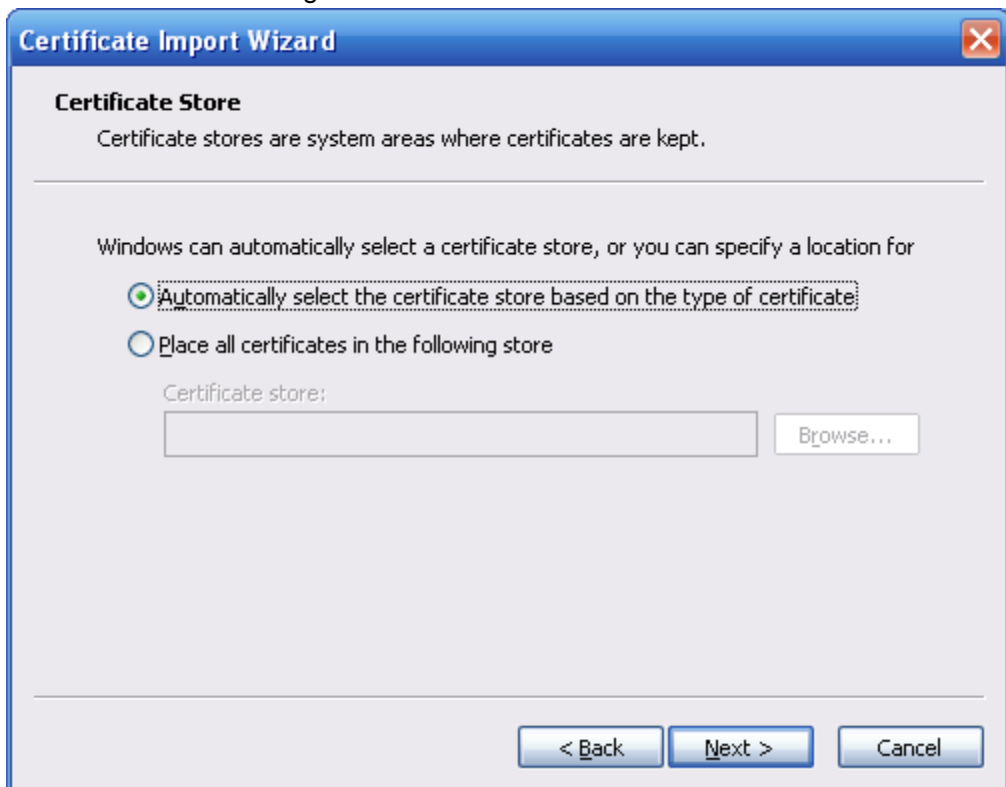 Certificate Import Wizard
Certificate Store
Certificate stores are system areas where certificates are kept.
Windows can automatically select a certificate store, or you can specify a location for
Automatically select the certificate store based on the type of certificate
Place all certificates in the following store
Certificate store:
Browse...
< Back Next > Cancel